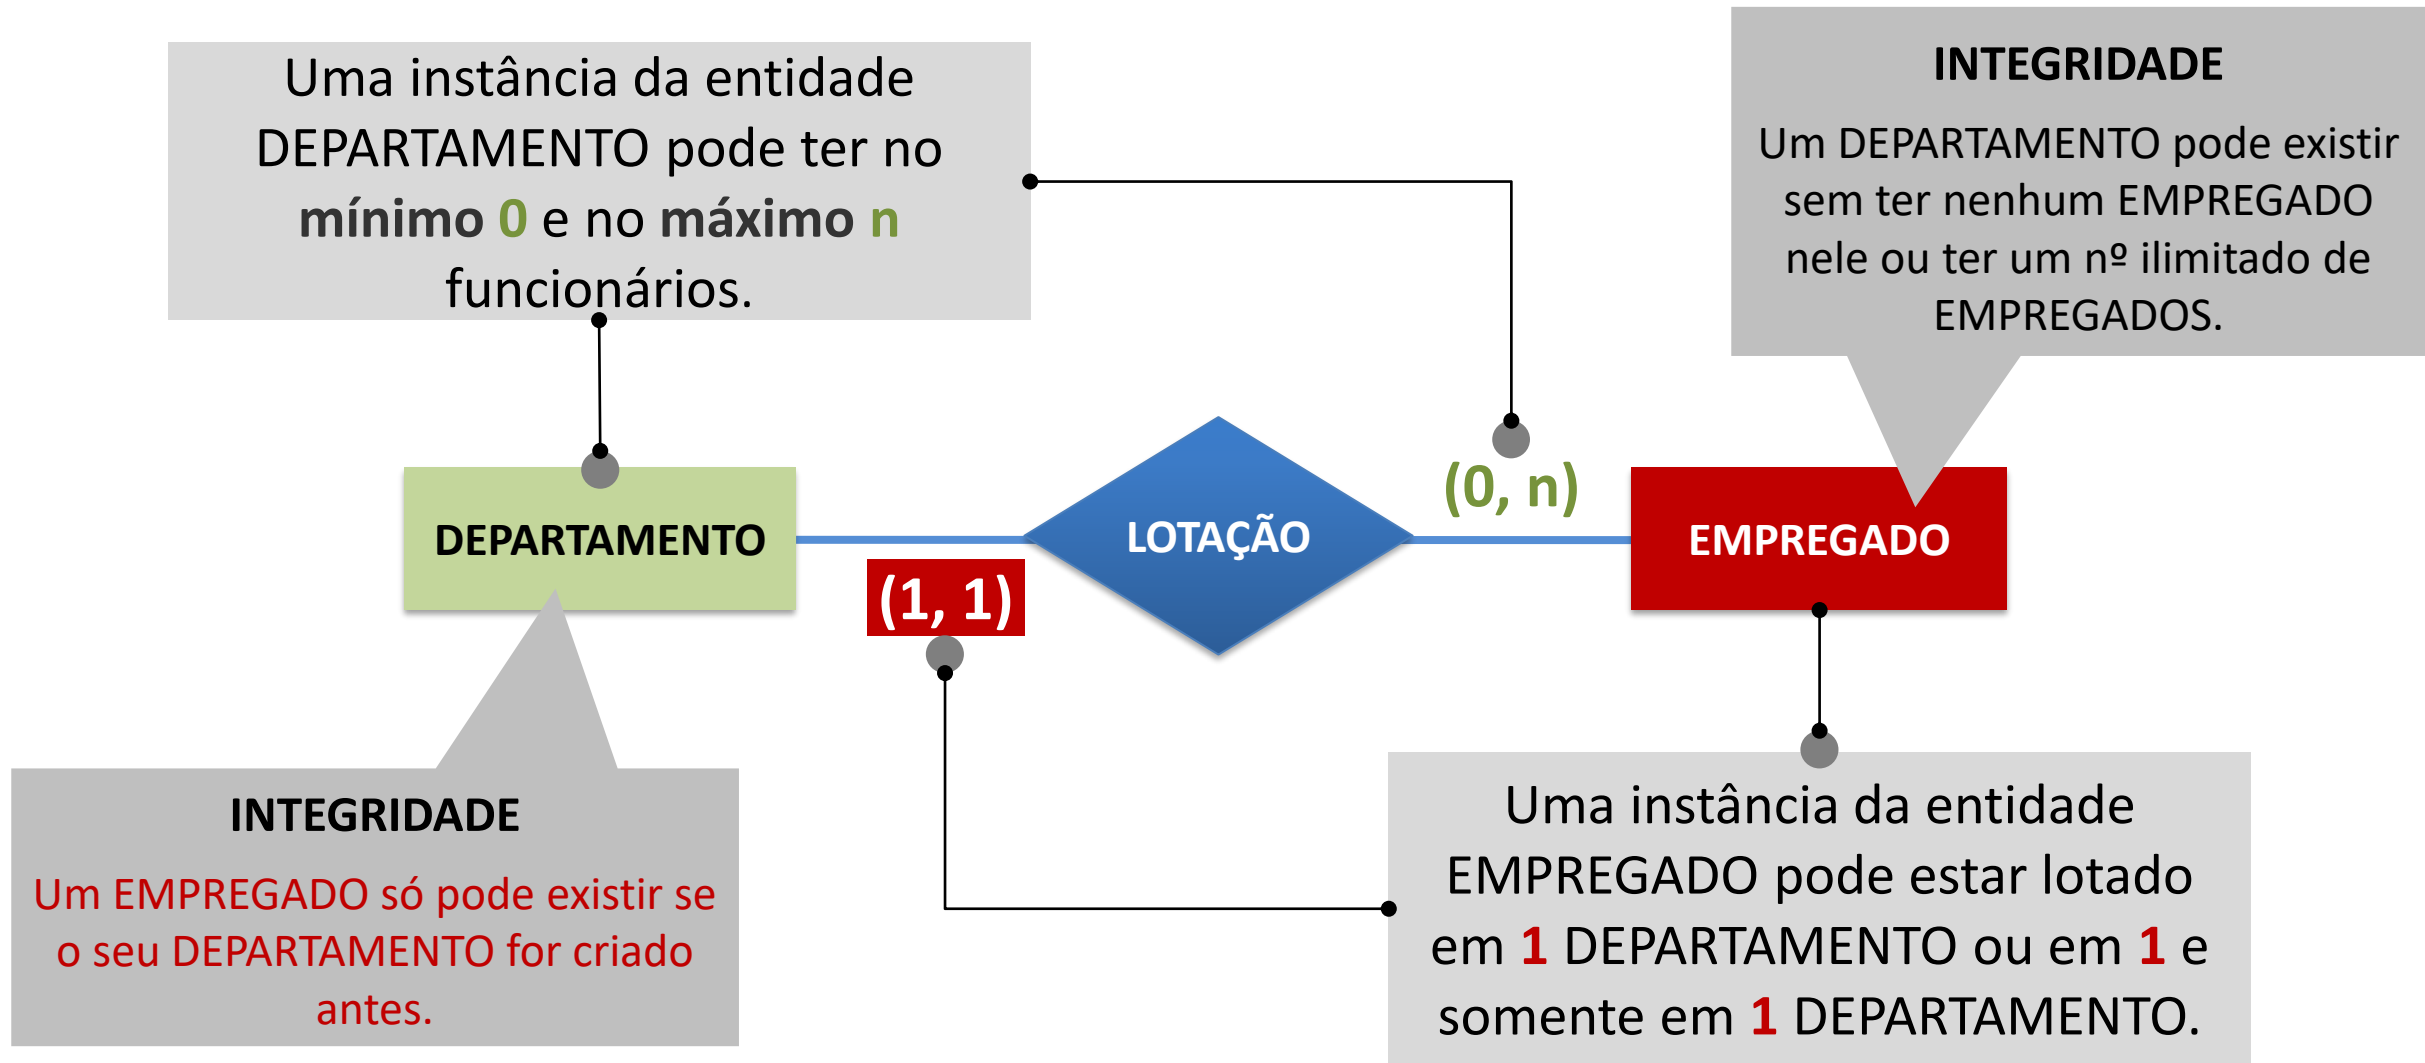 Uma instância da entidade
DEPARTAMENTO pode ter no
mínimo 0 e no máximo n
funcionários.
INTEGRIDADE
Um DEPARTAMENTO pode existir
sem ter nenhum EMPREGADO
nele ou ter um nº ilimitado de
EMPREGADOS.
(0, n)
DEPARTAMENTO
LOTAÇÃO
EMPREGADO
(1, 1)
INTEGRIDADE
Um EMPREGADO só pode existir se
o seu DEPARTAMENTO for criado
antes.
Uma instância da entidade
EMPREGADO pode estar lotado
em 1 DEPARTAMENTO ou em 1 e
somente em 1 DEPARTAMENTO.